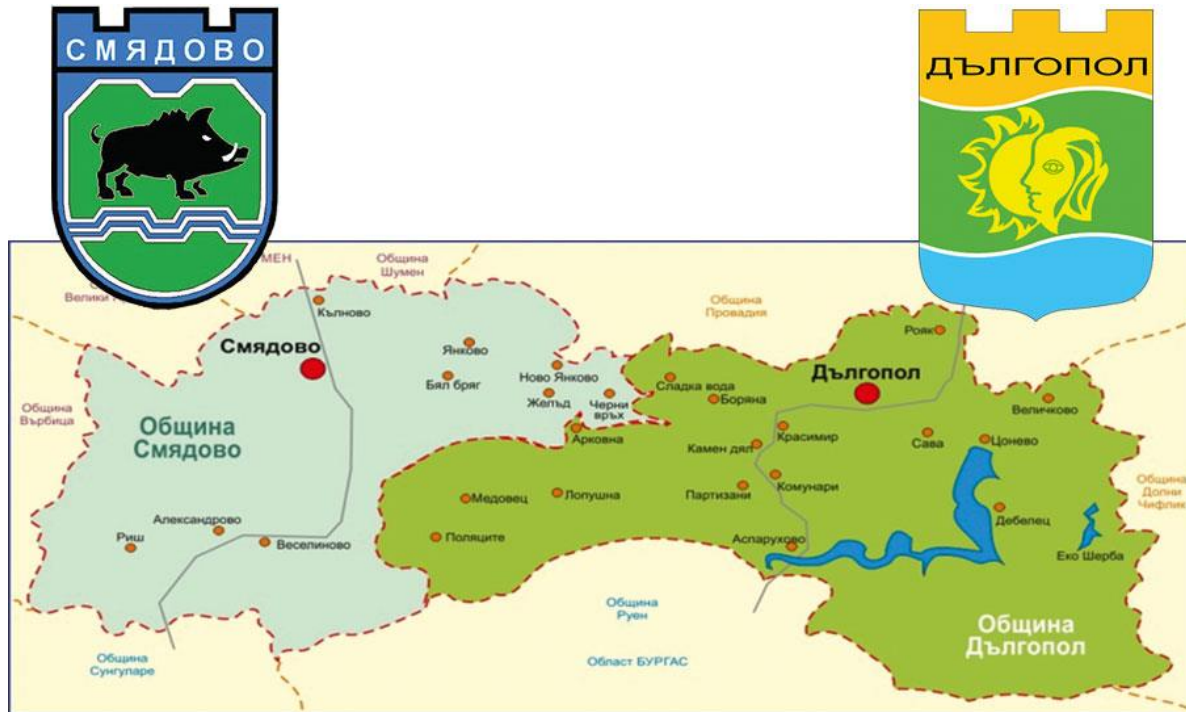 СМЯДОВО
ДЪЛГОПОЛ
МЕН
Община
Шумен
Велики
Община
Провадия
Кълново
Рояк
Смядово
Янково
Бял бряг
Ново Янково
Желъд
Черни
връх
Сладка вода
Боряна
Дългопол
Величково
Община
Върбица
Община
Смядово
Арковна
Камен дял
Красимир
Сава
Цонево
Медовец
Лопушна
Партизани
Комунари
Община
Долни
Чифлик
Дебелец
Александрово
Риш
Веселиново
Поляците
Аспарухово
Еко Шерба
Община
Руен
Община
Дългопол
Община
Сунгуларе
Област БУРГАС